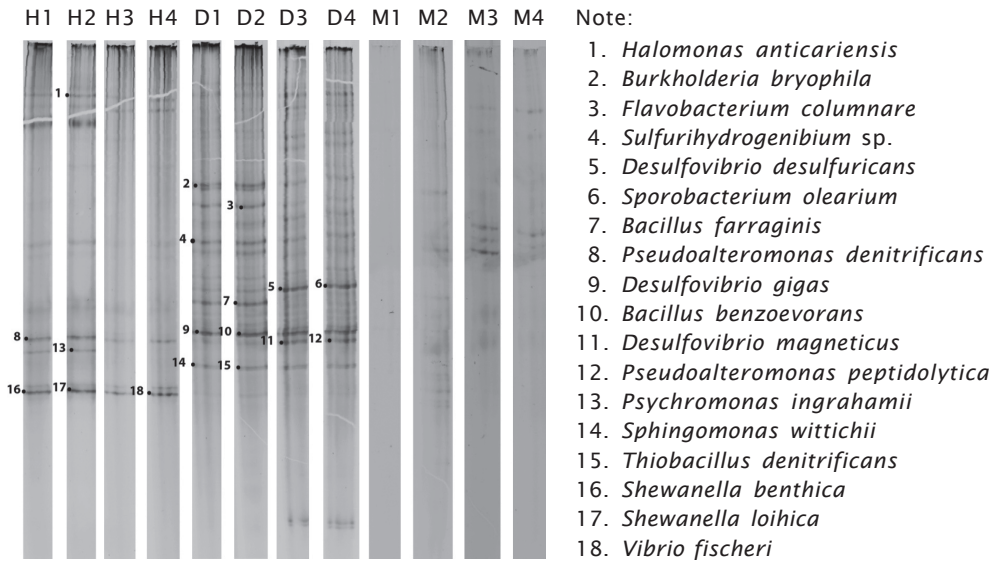 H1 H2 H3 H4 D1 D2 D3 D4 M1 M2 M3 M4 Note:
1. Halomonas anticariensis
1
2. Burkholderia bryophila
3. Flavobacterium columnare
4. Sulfurihydrogenibium sp.
5. Desulfovibrio desulfuricans
2
6. Sporobacterium olearium
3
7. Bacillus farraginis
4
8. Pseudoalteromonas denitrificans
5 6
9. Desulfovibrio gigas
7
10. Bacillus benzoevorans
8 9 10 11 12
11. Desulfovibrio magneticus
13
14 15
12. Pseudoalteromonas peptidolytica
16 17 18
13. Psychromonas ingrahamii
14. Sphingomonas wittichii
15. Thiobacillus denitrificans
16. Shewanella benthica
17. Shewanella loihica
18. Vibrio fischeri